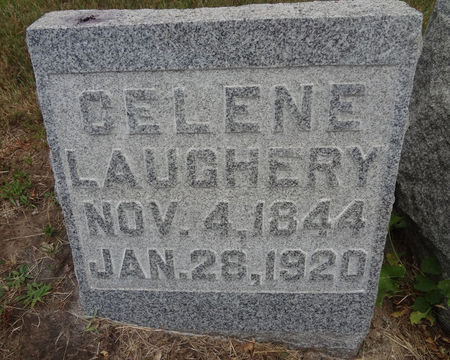 CELENE
LAUGHERY
NOV. 4, 1844
JAN. 28, 1920